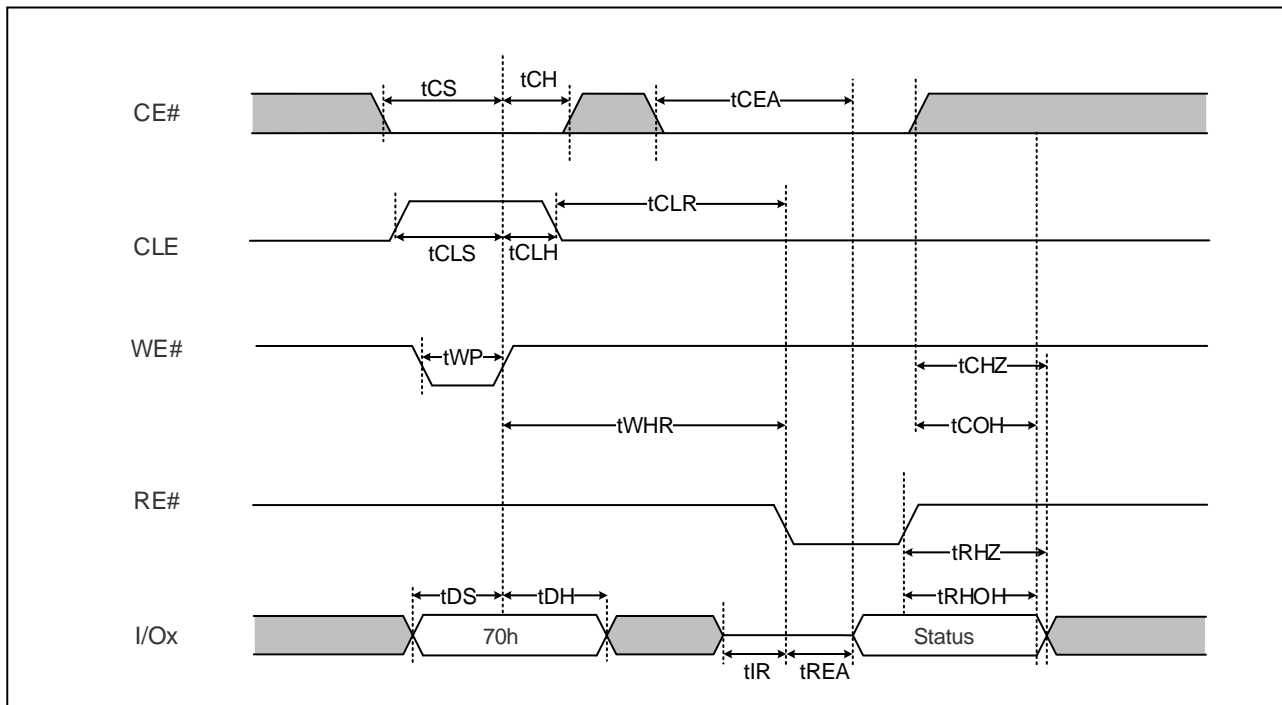 tCS
tCH
tCEA
CE#
tCLR
CLE
tCLS
tCLH
WE#
tWP
tCHZ
tWHR
tCOH
RE#
tRHZ
tDS
tDH
tRHOH
I/Ox
70h
Status
tIR
tREA